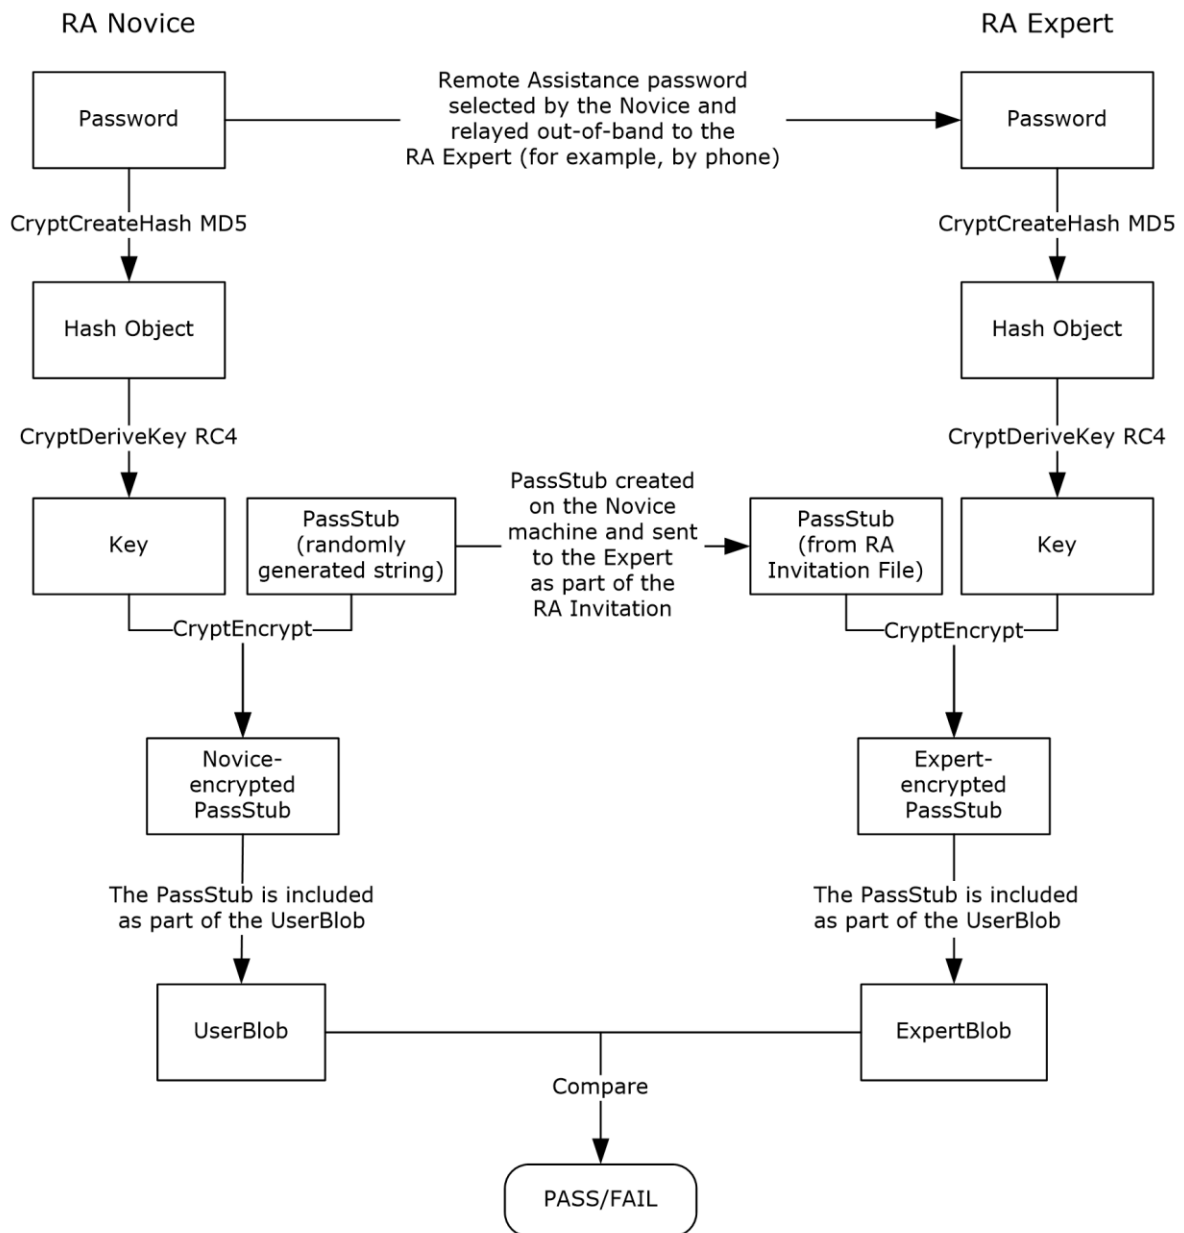 RA Novice
RA Expert
Password
Remote Assistance password
selected by the Novice and
relayed out-of-band to the
RA Expert (for example, by phone)
Password
CryptCreateHash MD5
CryptCreateHash MD5
Hash Object
Hash Object
CryptDeriveKey RC4
CryptDeriveKey RC4
Key
PassStub
(randomly
generated string)
PassStub created
on the Novice
machine and sent
to the Expert
as part of the
RA Invitation
PassStub
(from RA
Invitation File)
Key
CryptEncrypt
CryptEncrypt
Novice-
encrypted
PassStub
Expert-
encrypted
PassStub
The PassStub is included
as part of the UserBlob
The PassStub is included
as part of the UserBlob
UserBlob
ExpertBlob
Compare
PASS/FAIL